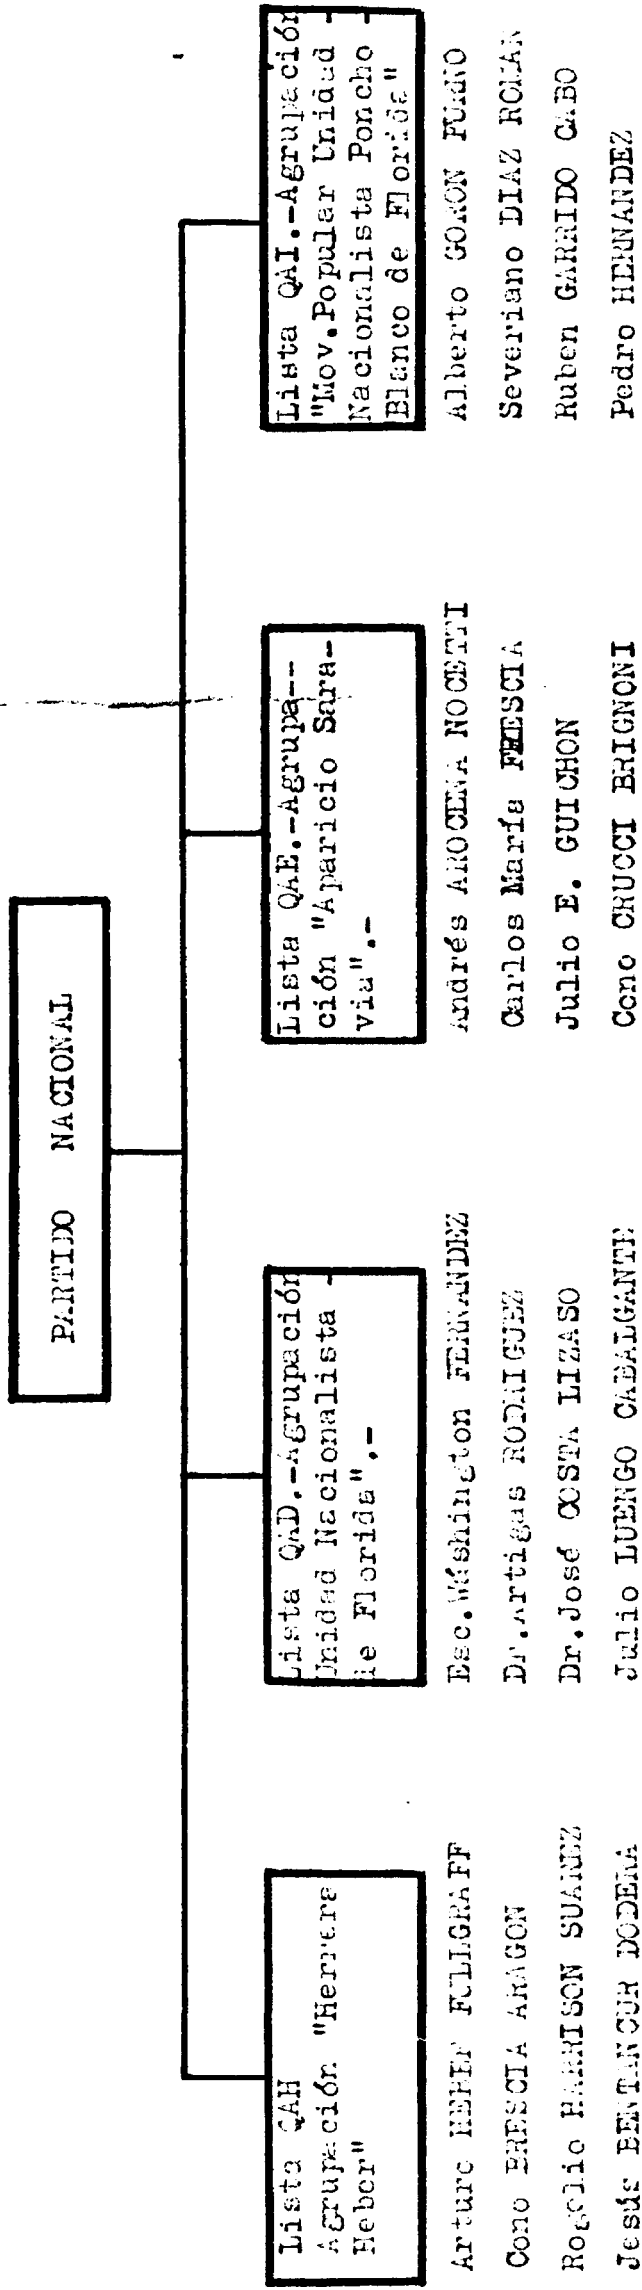 PARTIDO NACIONAL
Lista QAH
Agrupación "Herrera
Heber"
Arturo HEBER FULLGRAFF
Cono BRESCIA ARAGON
Rogelio HARRISON SUAREZ
Jesús BENTANCUR DODERA
Lista QAD.-Agrupación
Unidad Nacionalista -
de Florida".-
Esc.Wáshington FERNANDEZ
Dr.Artigas RODRIGUEZ
Dr.José COSTA LIZASO
Julio LUENGO CABALGANTE
Lista QAE.-Agrupa--
ción "Aparicio Sara-
via".-
Andrés AROCENA NOCETTI
Carlos María FRESCIA
Julio E. GUICHON
Cono CRUCCI BRIGNONI
Lista QAI.-Agrupación
"Mov.Popular Unidad -
Nacionalista Poncho
Blanco de Florida"
Alberto GORON
Severiano DIAZ ROMAN
Ruben GARRIDO CABO
Pedro HERNANDEZ